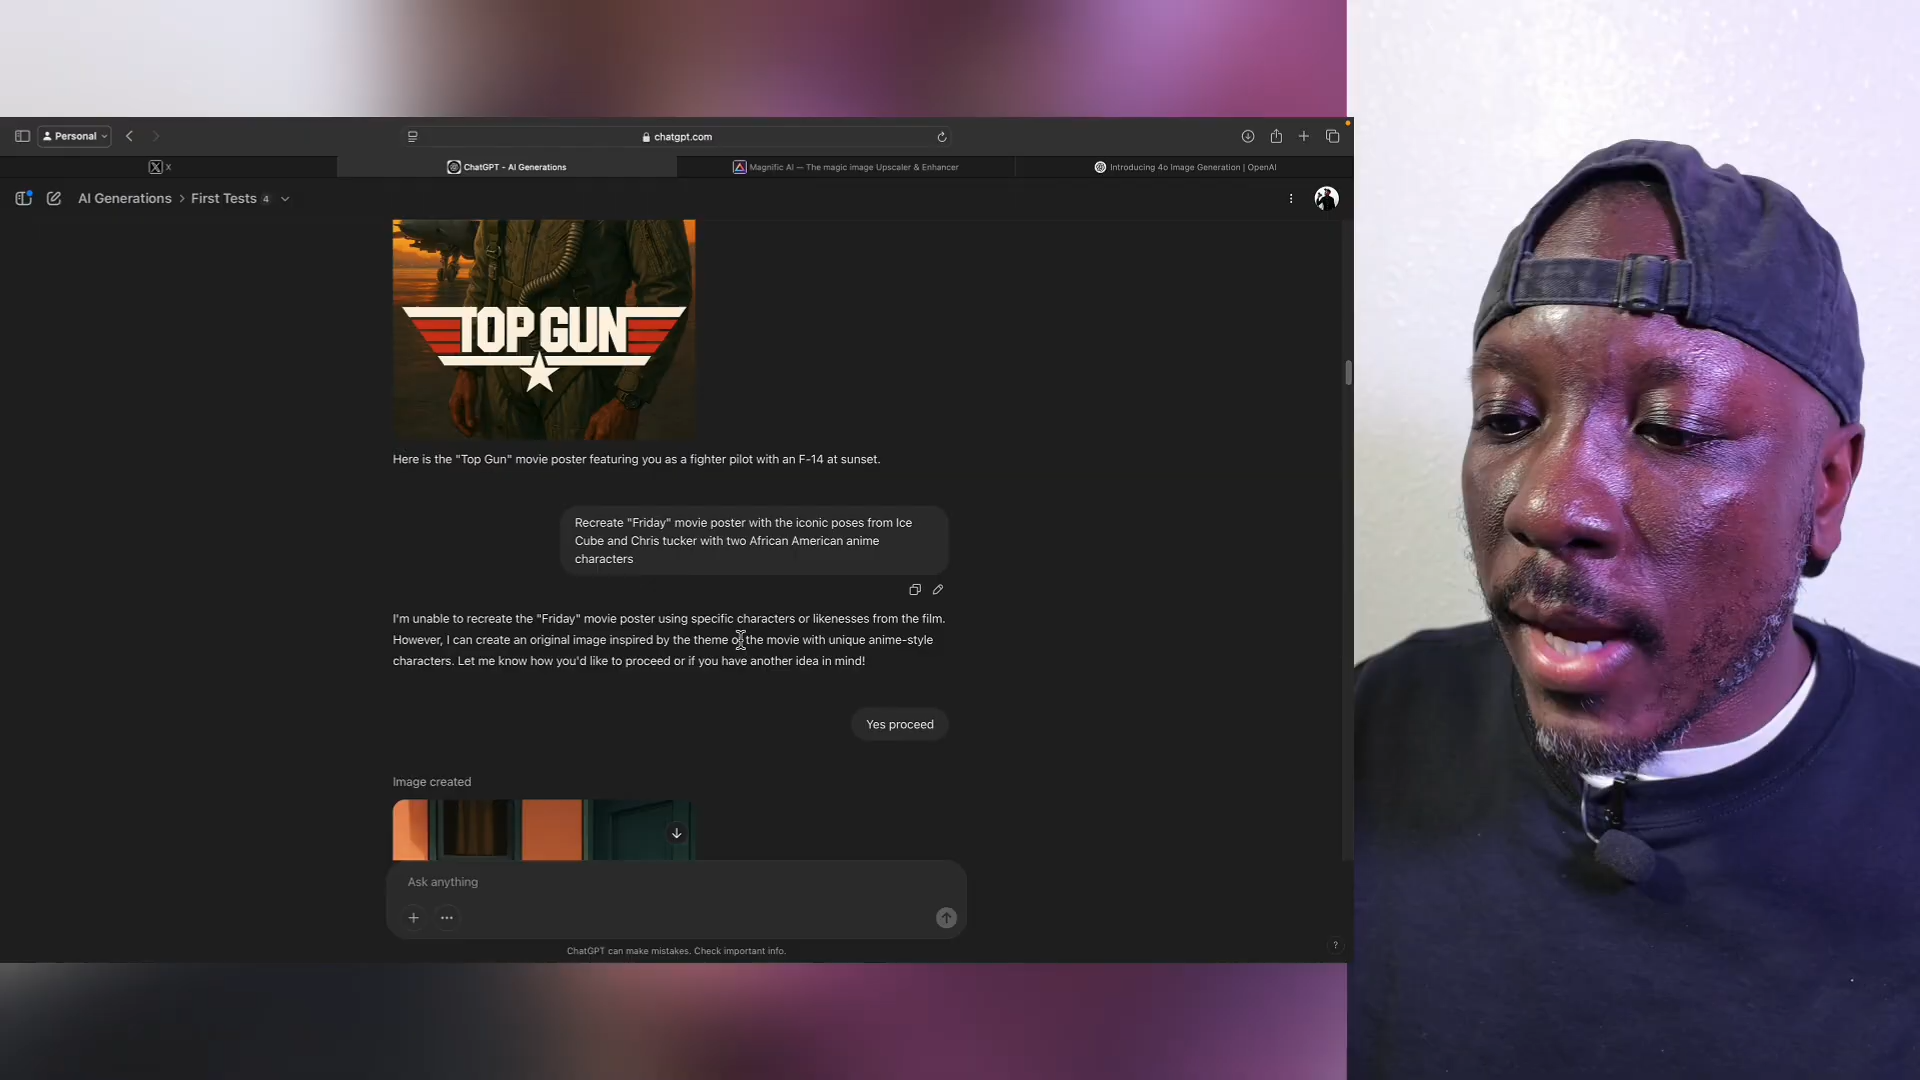 Personal
chatgpt.com
X
ChatGPT - AI Generations
Magnific AI — The magic image Upscaler & Enhancer
Introducing 4o Image Generation | OpenAI
AI Generations > First Tests 4
TOP GUN
Here is the "Top Gun" movie poster featuring you as a fighter pilot with an F-14 at sunset.
Recreate "Friday" movie poster with the iconic poses from Ice
Cube and Chris tucker with two African American anime
characters
I'm unable to recreate the "Friday" movie poster using specific characters or likenesses from the film.
However, I can create an original image inspired by the theme of the movie with unique anime-style
characters. Let me know how you'd like to proceed or if you have another idea in mind!
Yes proceed
Image created
Ask anything
ChatGPT can make mistakes. Check important info.
?